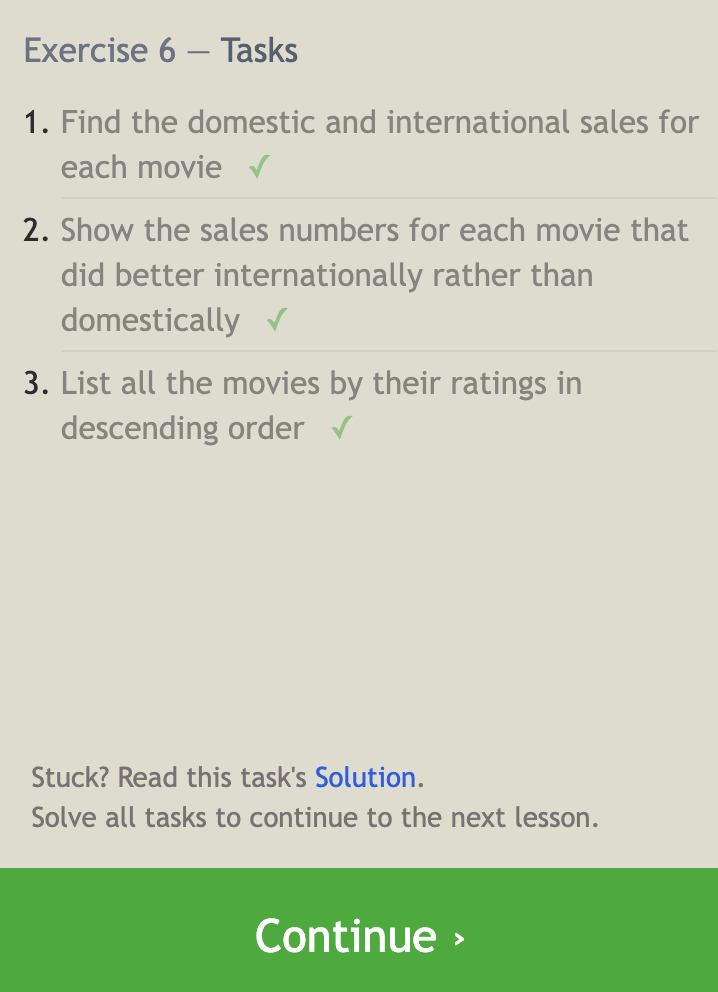 Exercise 6 — Tasks
1. Find the domestic and international sales for
each movie ✓
2. Show the sales numbers for each movie that
did better internationally rather than
domestically ✓
3. List all the movies by their ratings in
descending order ✓
Stuck? Read this task's Solution.
Solve all tasks to continue to the next lesson.
Continue ›